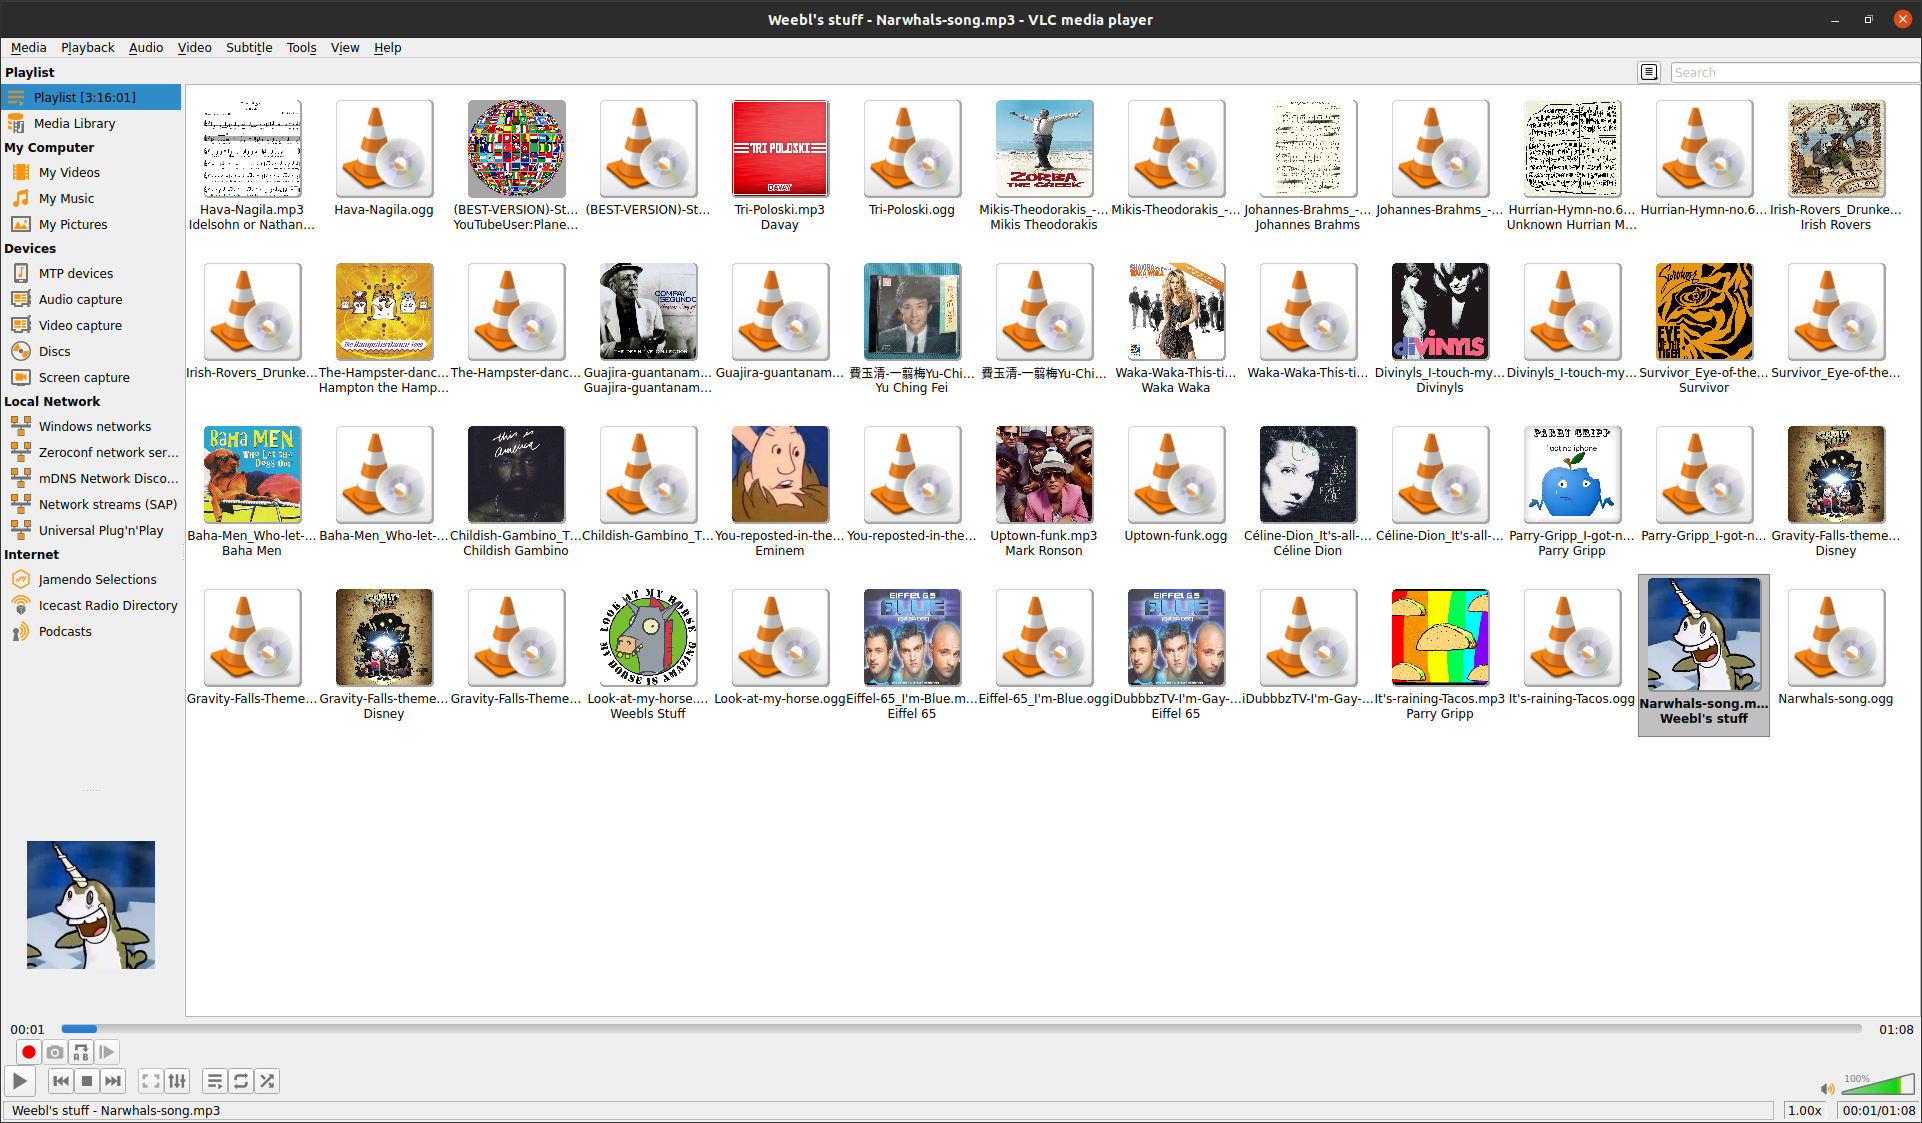 Weebl's stuff - Narwhals-song.mp3 - VLC media player
Media Playback Audio Video Subtitle Tools View Help
Playlist
Search
Playlist [3:16:01]
Media Library
My Computer
My Videos
My Music
My Pictures
Devices
MTP devices
Audio capture
Video capture
Discs
Screen capture
Local Network
Windows networks
Zeroconf network ser...
mDNS Network Disco...
Network streams (SAP)
Universal Plug'n'Play
Internet
Jamendo Selections
Icecast Radio Directory
Podcasts
TRI POLOSKI
DAVAY
ZORBA
THE GREEK
Hava-Nagila.mp3 Hava-Nagila.ogg (BEST-VERSION)-St... (BEST-VERSION)-St... Tri-Poloski.mp3 Tri-Poloski.ogg Mikis-Theodorakis_-... Mikis-Theodorakis_-... Johannes-Brahms_-... Johannes-Brahms_-... Hurrian-Hymn-no.6... Hurrian-Hymn-no.6... Irish-Rovers_Drunke...
Idelsohn or Nathan... YouTubeUser:Plane... Davay Mikis Theodorakis Johannes Brahms Unknown Hurrian M... Irish Rovers
The Hampsterdance Song
COMPAY
SEGUNDO
THE DEFINITIVE COLLECTION
SHAKIRA
WAKA WAKA
diVINYLS
Survivor
EYE
OF THE
TIGER
Irish-Rovers_Drunke... The-Hampster-danc... The-Hampster-danc... Guajira-guantanam... Guajira-guantanam... 費玉清-一翦梅Yu-Chi... 費玉清-一翦梅Yu-Chi... Waka-Waka-This-ti... Waka-Waka-This-ti... Divinyls_I-touch-my... Divinyls_I-touch-my... Survivor_Eye-of-the... Survivor_Eye-of-the...
Hampton the Hamp... Guajira-guantanam... Yu Ching Fei Waka Waka Divinyls Survivor
BaHa MEN
Who Let the
Dogs Out
this is
america
PARRY GRIPP
i got no iphone
Baha-Men_Who-let-... Baha-Men_Who-let-... Childish-Gambino_T... Childish-Gambino_T... You-reposted-in-the... You-reposted-in-the... Uptown-funk.mp3 Uptown-funk.ogg Céline-Dion_It's-all-... Céline-Dion_It's-all-... Parry-Gripp_I-got-n... Parry-Gripp_I-got-n... Gravity-Falls-theme...
Baha Men Childish Gambino Eminem Mark Ronson Céline Dion Parry Gripp Disney
LOOK AT MY HORSE
MY HORSE IS AMAZING
EIFFEL 65
BLUE
EIFFEL 65
BLUE
Gravity-Falls-Theme... Gravity-Falls-theme... Gravity-Falls-Theme... Look-at-my-horse.... Look-at-my-horse.ogg Eiffel-65_I'm-Blue.m... Eiffel-65_I'm-Blue.ogg iDubbbzTV-I'm-Gay-... iDubbbzTV-I'm-Gay-... It's-raining-Tacos.mp3 It's-raining-Tacos.ogg Narwhals-song.m... Narwhals-song.ogg
Disney Weebls Stuff Eiffel 65 Eiffel 65 Parry Gripp Weebl's stuff
00:01 01:08
A B
100%
Weebl's stuff - Narwhals-song.mp3 1.00x 00:01/01:08